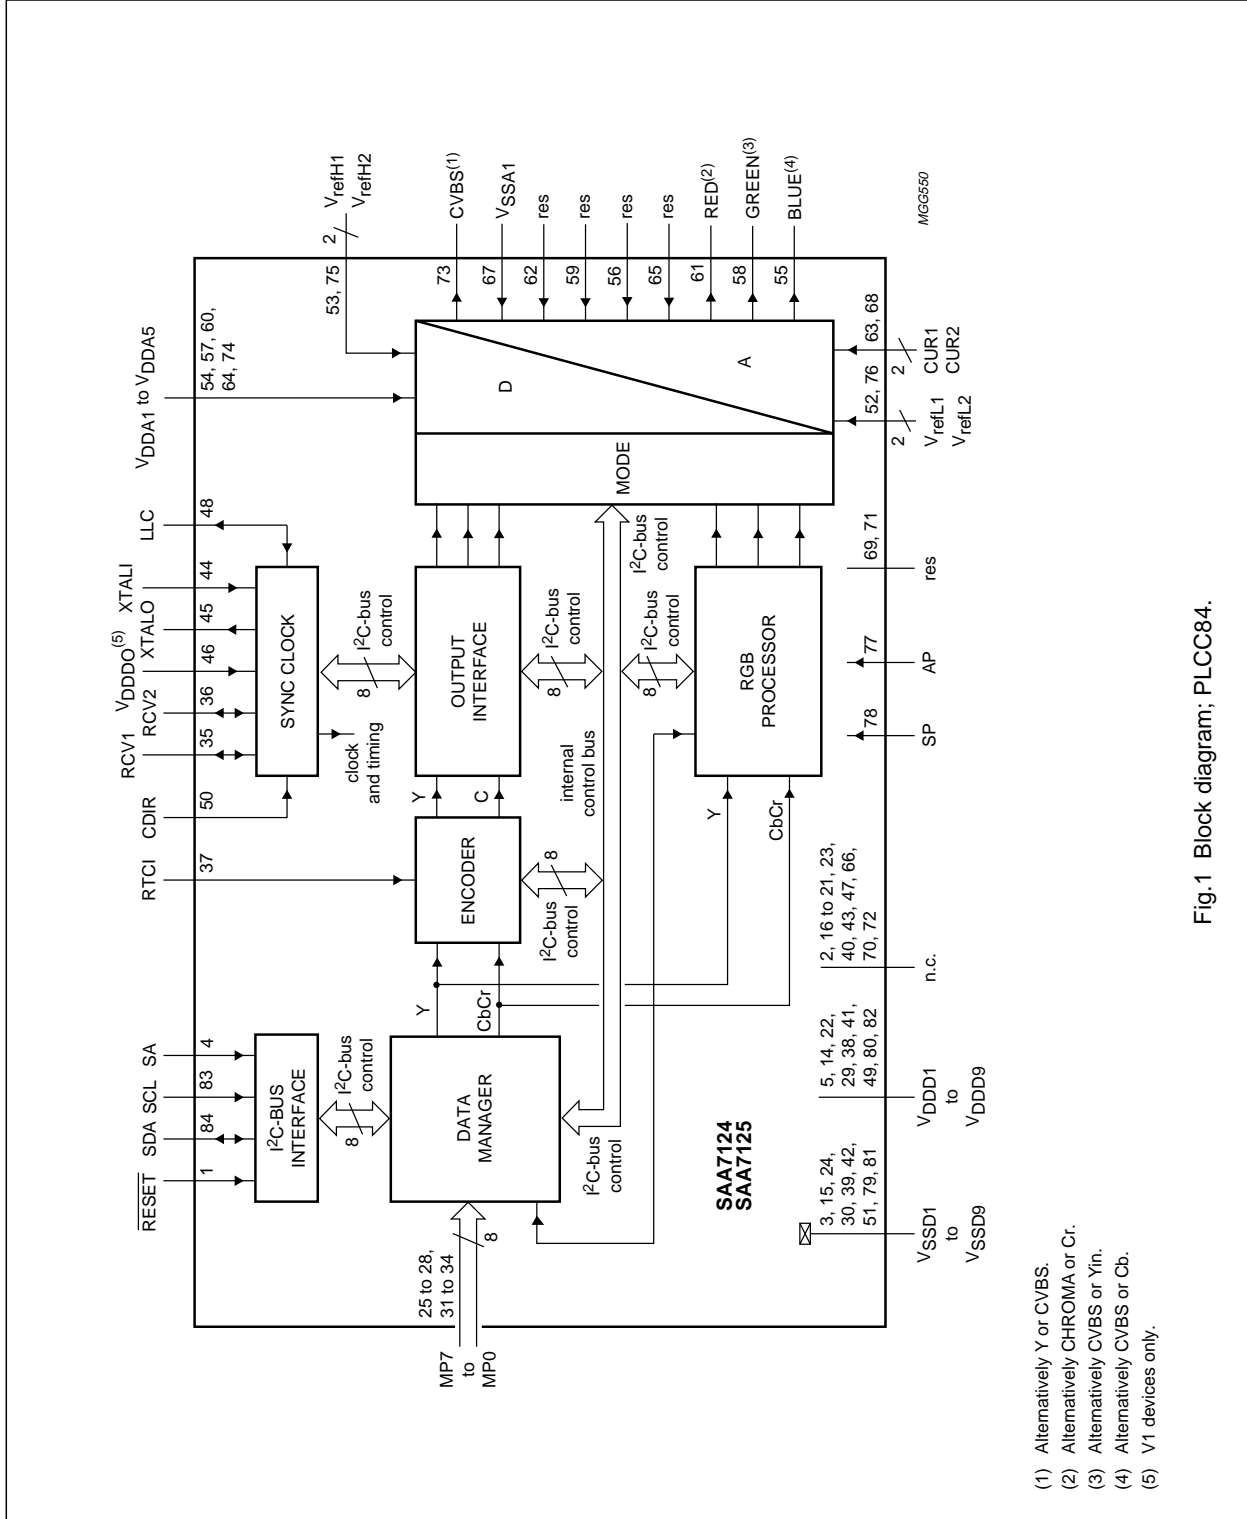 RESET
SDA
SCL
SA
RTCI
CDIR
RCV1
RCV2
VDDDO(5)
XTALO
XTALI
LLC
VDDA1 to VDDA5
1
84
83
4
37
50
35
36
46
45
44
48
54, 57, 60,
64, 74
53, 75
2
VrefH1
VrefH2
I2C-BUS
INTERFACE
SYNC CLOCK
8
I2C-bus
control
clock
and timing
8
I2C-bus
control
MP7
to
MP0
25 to 28,
31 to 34
8
DATA
MANAGER
Y
CbCr
ENCODER
Y
C
OUTPUT
INTERFACE
MODE
D
A
73
CVBS(1)
67
VSSA1
62
res
59
res
56
res
65
res
61
RED(2)
58
GREEN(3)
55
BLUE(4)
I2C-bus
control
I2C-bus
control
8
internal
control bus
8
I2C-bus
control
8
I2C-bus
control
I2C-bus
control
SAA7124
SAA7125
Y
CbCr
RGB
PROCESSOR
3, 15, 24,
30, 39, 42,
51, 79, 81
VSSD1
to
VSSD9
5, 14, 22,
29, 38, 41,
49, 80, 82
VDDD1
to
VDDD9
2, 16 to 21, 23,
40, 43, 47, 66,
70, 72
n.c.
78
SP
77
AP
69, 71
res
52, 76
2
VrefL1
VrefL2
63, 68
2
CUR1
CUR2
MGG550
(1) Alternatively Y or CVBS.
(2) Alternatively CHROMA or Cr.
(3) Alternatively CVBS or Yin.
(4) Alternatively CVBS or Cb.
(5) V1 devices only.
Fig.1 Block diagram; PLCC84.